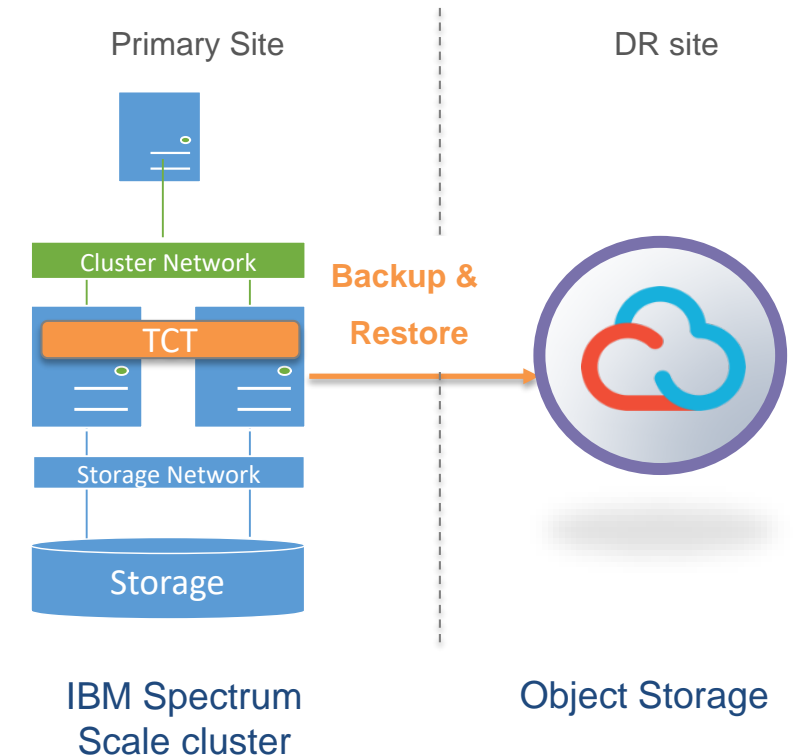 Primary Site
DR site
Cluster Network
Backup &
Restore
TCT
Storage Network
Storage
IBM Spectrum
Scale cluster
Object Storage